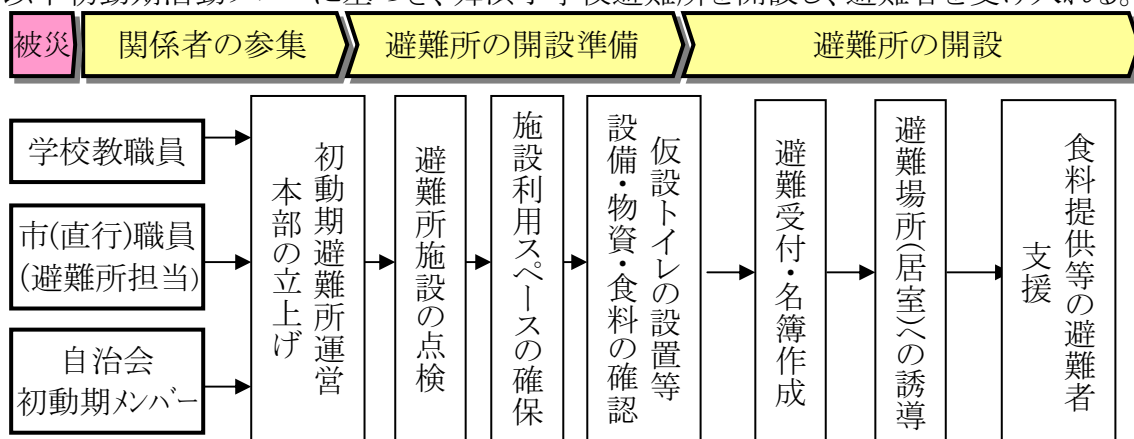 動期活動フローに基づき、小学校避難所を開設し、避難者を受け入れる。
被災
関係者の参集
避難所の開設準備
避難所の開設
学校教職員
市(直行)職員
(避難所担当)
自治会
初動期メンバー
初動期避難所運営
本部の立上げ
避難所施設の点検
施設利用スペースの確保
仮設トイレの設置等
設備・物資・食料の確認
避難受付・名簿作成
避難場所(居室)への誘導
食料提供等の避難者
支援